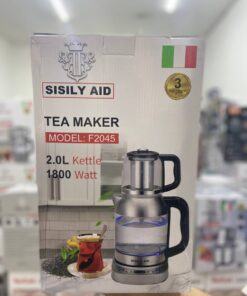 SISILY AID
3
TEA MAKER
MODEL: F2045
2.0L Kettle
1800 Watt